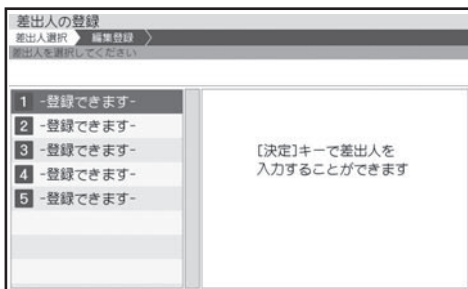 差出人の登録
差出人選択 編集登録
差出人を選択してください
1 -登録できます-
2 -登録できます-
3 -登録できます-
4 -登録できます-
5 -登録できます-
[決定]キーで差出人を
入力することができます